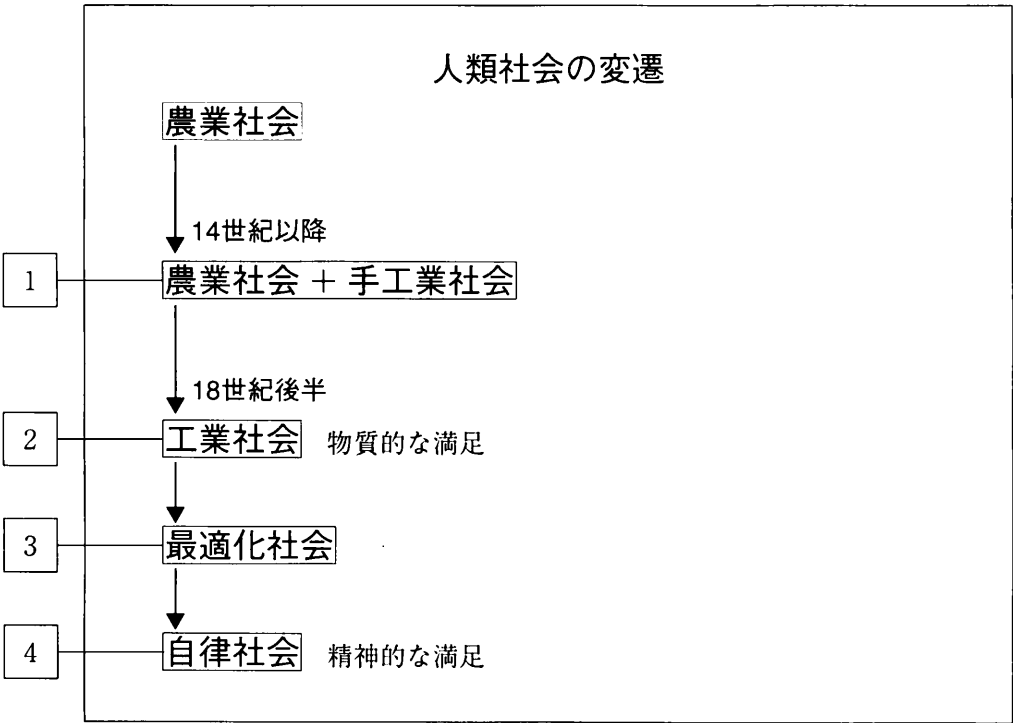 人類社会の変遷
農業社会
14世紀以降
1
農業社会 + 手工業社会
18世紀後半
2
工業社会 物質的な満足
3
最適化社会
4
自律社会 精神的な満足